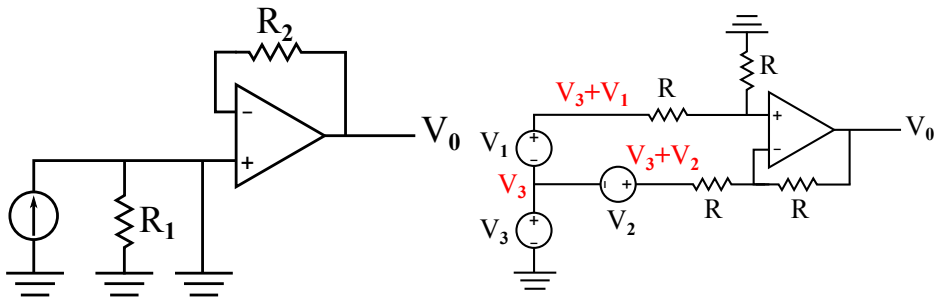 R₂
-
+
V₀
R₁
R
V₃+V₁
R
+
-
V₀
V₁
+
-
V₃+V₂
V₃
-
+
V₂
R
R
V₃
+
-